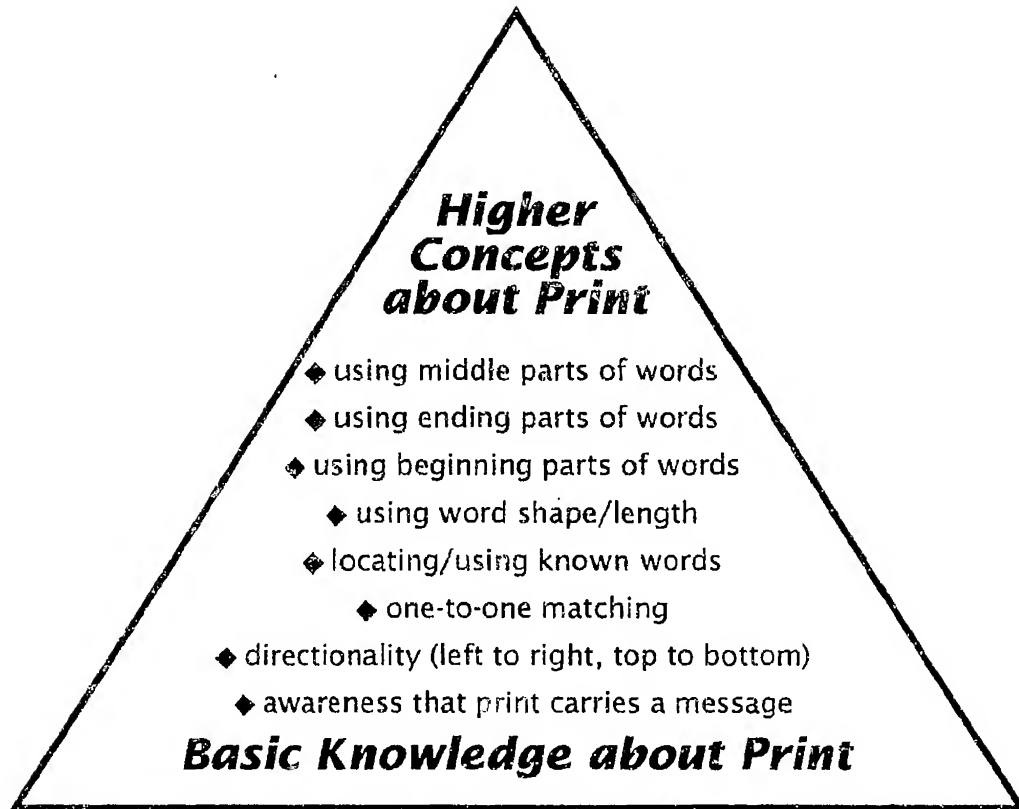 Higher
Concepts
about Print
◆ using middle parts of words
◆ using ending parts of words
◆ using beginning parts of words
◆ using word shape/length
◆ locating/using known words
◆ one-to-one matching
◆ directionality (left to right, top to bottom)
◆ awareness that print carries a message
Basic Knowledge about Print